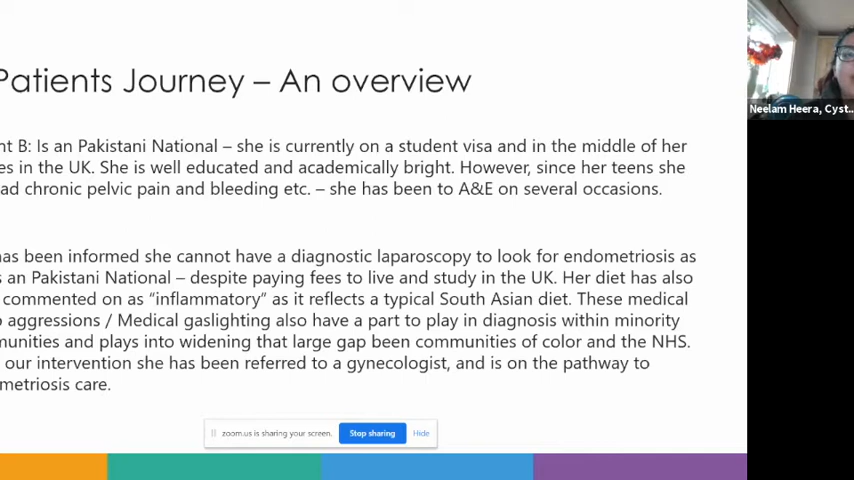 Patients Journey – An overview
Neelam Heera, Cyst...
nt B: Is an Pakistani National – she is currently on a student visa and in the middle of her
es in the UK. She is well educated and academically bright. However, since her teens she
ad chronic pelvic pain and bleeding etc. – she has been to A&E on several occasions.
has been informed she cannot have a diagnostic laparoscopy to look for endometriosis as
s an Pakistani National – despite paying fees to live and study in the UK. Her diet has also
commented on as “inflammatory” as it reflects a typical South Asian diet. These medical
o aggressions / Medical gaslighting also have a part to play in diagnosis within minority
munities and plays into widening that large gap been communities of color and the NHS.
our intervention she has been referred to a gynecologist, and is on the pathway to
metriosis care.
zoom.us is sharing your screen.
Stop sharing
Hide